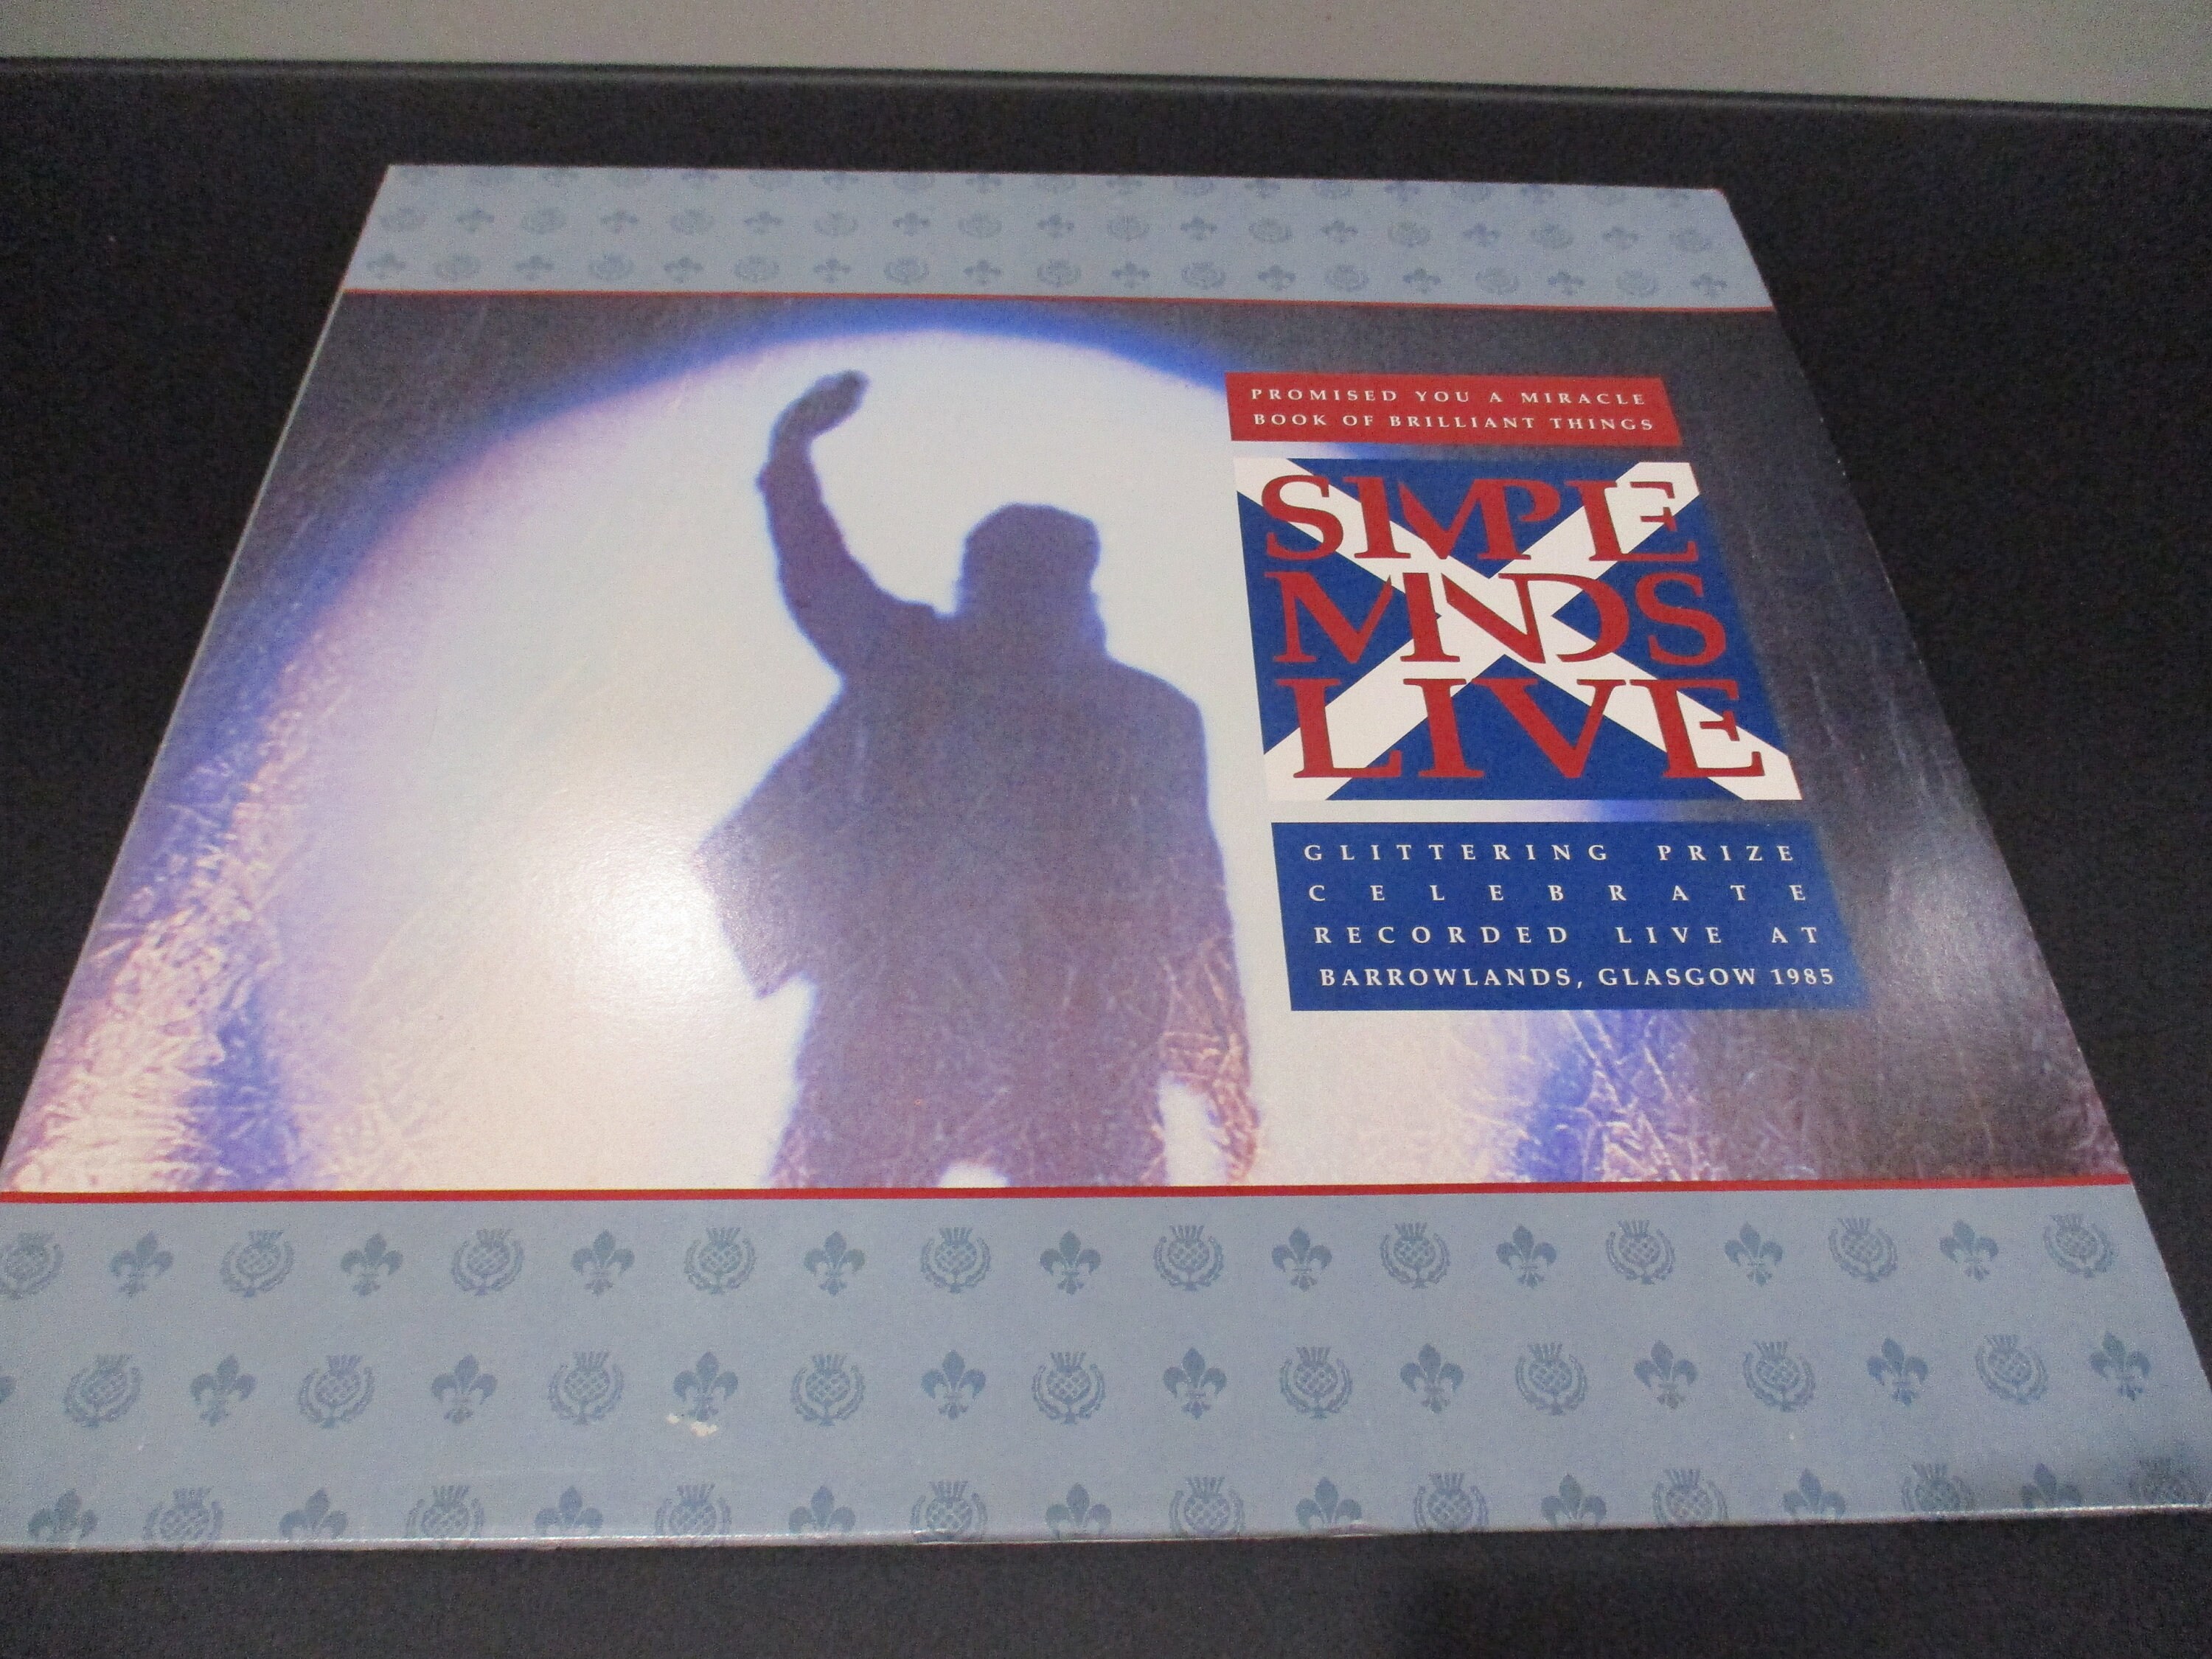 PROMISED YOU A MIRACLE
BOOK OF BRILLIANT THINGS
SIMPLE
MINDS
LIVE
GLITTERING PRIZE
CELEBRATE
RECORDED LIVE AT
BARROWLANDS, GLASGOW 1985